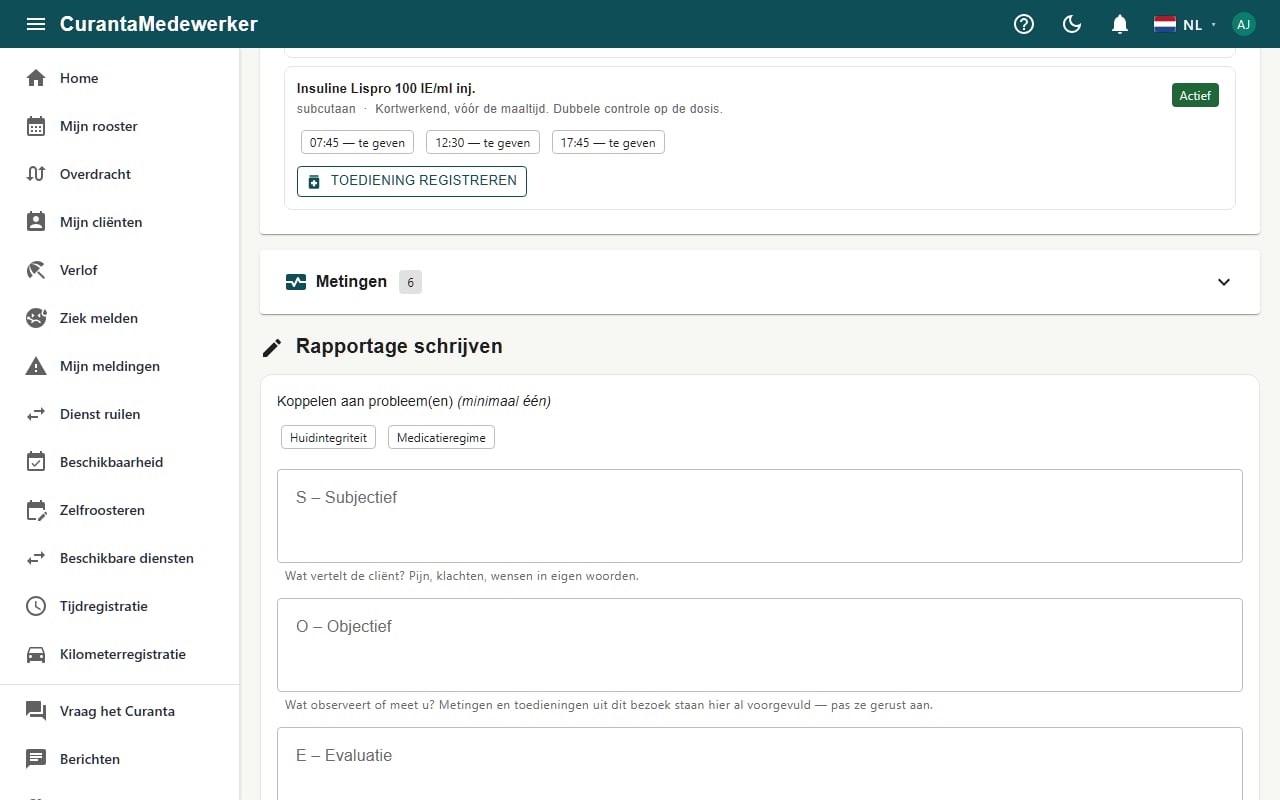 CurantaMedewerker
NL
AJ
Home
Mijn rooster
Overdracht
Mijn cliënten
Verlof
Ziek melden
Mijn meldingen
Dienst ruilen
Beschikbaarheid
Zelfroosteren
Beschikbare diensten
Tijdregistratie
Kilometerregistratie
Vraag het Curanta
Berichten
Insuline Lispro 100 IE/ml inj.
subcutaan · Kortwerkend, vóór de maaltijd. Dubbele controle op de dosis.
Actief
07:45 — te geven
12:30 — te geven
17:45 — te geven
TOEDIENING REGISTREREN
Metingen 6
Rapportage schrijven
Koppelen aan probleem(en) (minimaal één)
Huidintegriteit
Medicatieregime
S – Subjectief
Wat vertelt de cliënt? Pijn, klachten, wensen in eigen woorden.
O – Objectief
Wat observeert of meet u? Metingen en toedieningen uit dit bezoek staan hier al voorgevuld — pas ze gerust aan.
E – Evaluatie